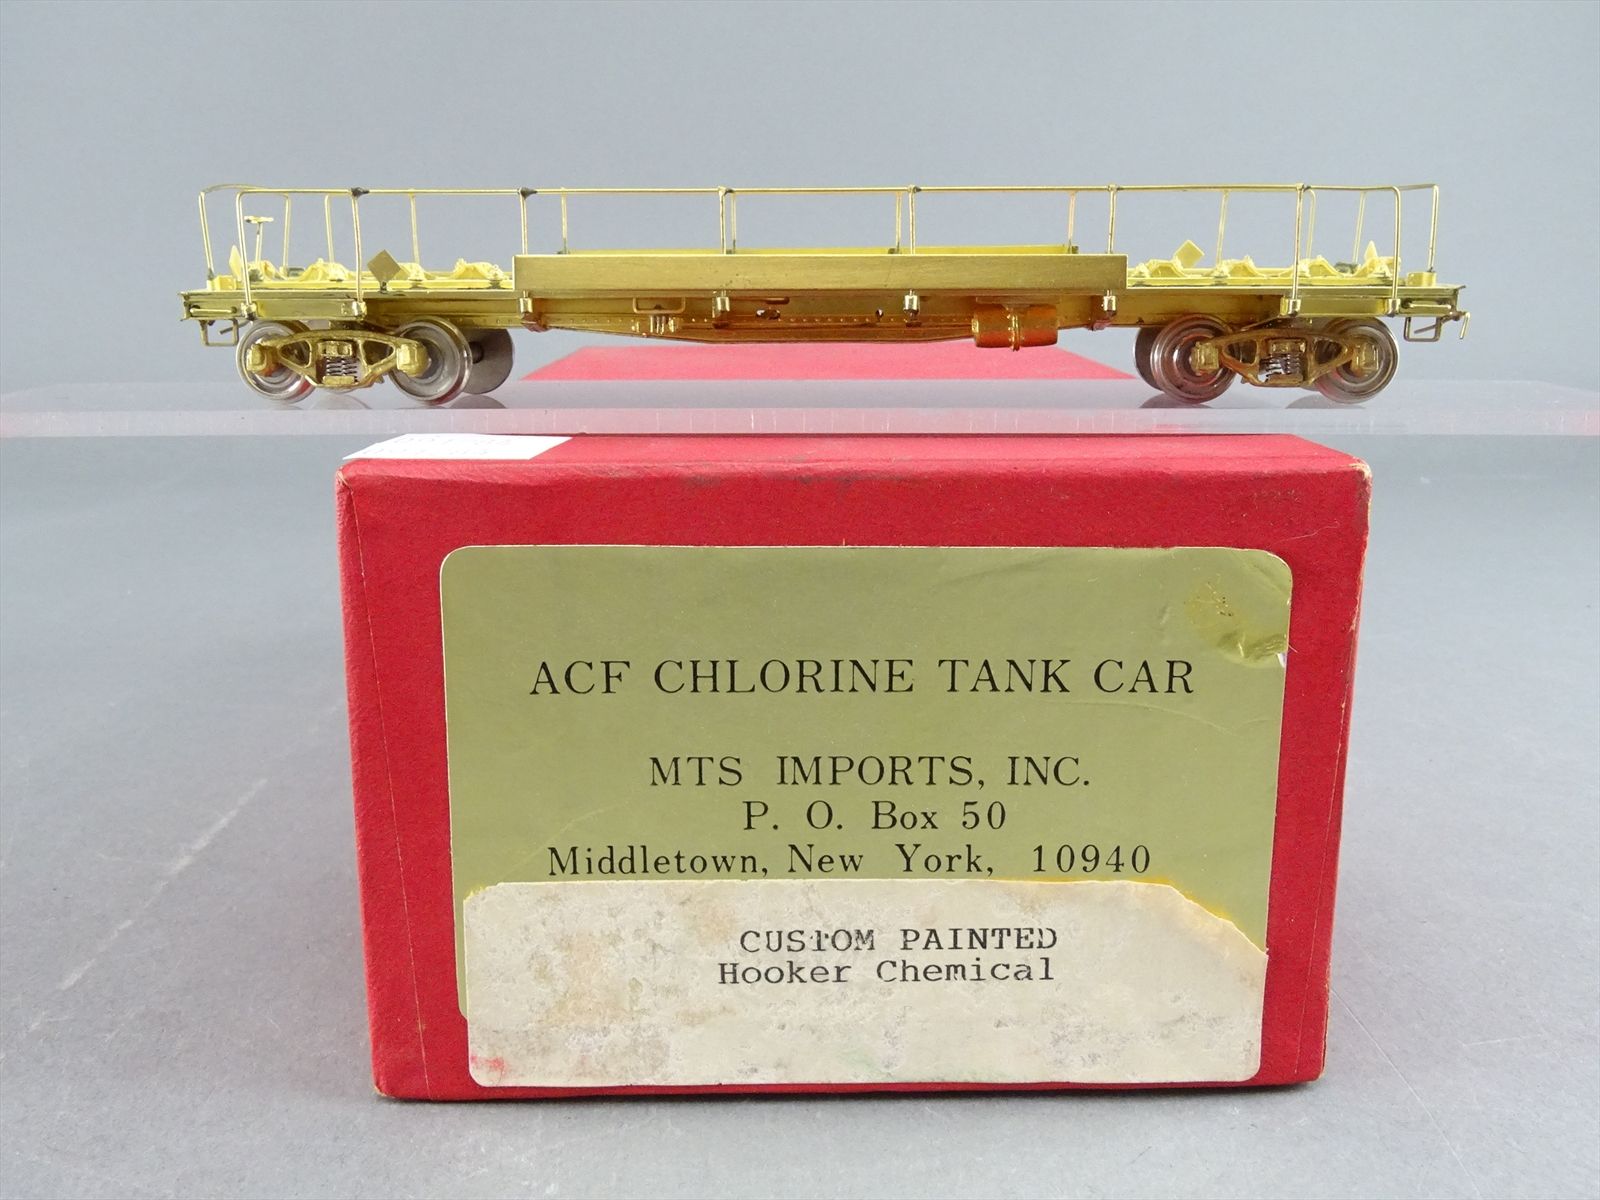 ACF CHLORINE TANK CAR
MTS IMPORTS, INC.
P. O. Box 50
Middletown, New York, 10940
CUSTOM PAINTED
Hooker Chemical